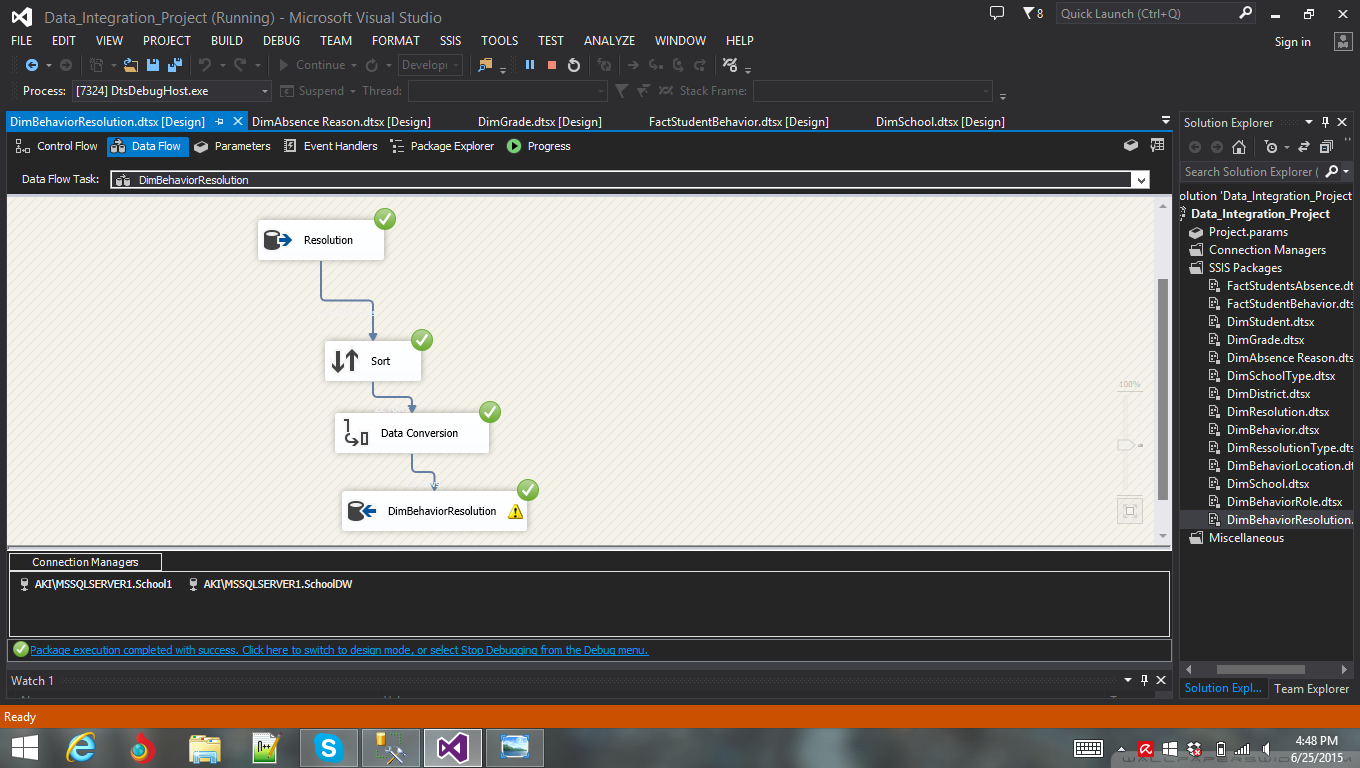 Data_Integration_Project (Running) - Microsoft Visual Studio
8
Quick Launch (Ctrl+Q)
FILE EDIT VIEW PROJECT BUILD DEBUG TEAM FORMAT SSIS TOOLS TEST ANALYZE WINDOW HELP
Sign in
Continue
Develop
Process: [7324] DtsDebugHost.exe
Suspend
Thread:
Stack Frame:
DimBehaviorResolution.dtsx [Design]
DimAbsence Reason.dtsx [Design]
DimGrade.dtsx [Design]
FactStudentBehavior.dtsx [Design]
DimSchool.dtsx [Design]
Control Flow
Data Flow
Parameters
Event Handlers
Package Explorer
Progress
Data Flow Task:
DimBehaviorResolution
Resolution
Sort
Data Conversion
DimBehaviorResolution
100%
Connection Managers
AKI\MSSQLSERVER1.School1
AKI\MSSQLSERVER1.SchoolDW
Package execution completed with success. Click here to switch to design mode, or select Stop Debugging from the Debug menu.
Watch 1
Solution Explorer
Search Solution Explorer (
olution 'Data_Integration_Project
Data_Integration_Project
Project.params
Connection Managers
SSIS Packages
FactStudentsAbsence.dt
FactStudentBehavior.dts
DimStudent.dtsx
DimGrade.dtsx
DimAbsence Reason.dts
DimSchoolType.dtsx
DimDistrict.dtsx
DimResolution.dtsx
DimBehavior.dtsx
DimRessolutionType.dts
DimBehaviorLocation.dt
DimSchool.dtsx
DimBehaviorRole.dtsx
DimBehaviorResolution.
Miscellaneous
Solution Expl...
Team Explorer
Ready
4:48 PM
6/25/2015